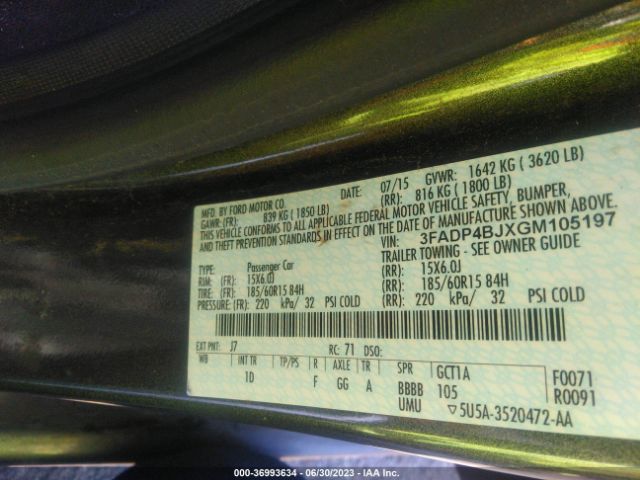 MFD. BY FORD MOTOR CO. DATE: 07/15 GVWR: 1642 KG ( 3620 LB)
GAWR: (FR): 839 KG ( 1850 LB) (RR): 816 KG ( 1800 LB)
THIS VEHICLE CONFORMS TO ALL APPLICABLE FEDERAL MOTOR VEHICLE SAFETY, BUMPER,
AND THEFT PREVENTION STANDARDS IN EFFECT ON THE DATE OF MANUFACTURE SHOWN ABOVE.
VIN: 3FADP4BJXGM105197
TYPE: Passenger Car TRAILER TOWING - SEE OWNER GUIDE
RIM: (FR): 15X6.0J (RR): 15X6.0J
TIRE: (FR): 185/60R15 84H (RR): 185/60R15 84H
PRESSURE: (FR): 220 kPa/ 32 PSI COLD (RR): 220 kPa/ 32 PSI COLD
EXT PNT: J7 RC: 71 DSO:
WB INT TR TP/PS R AXLE TR SPR GCT1A F0071
1D F GG A BBBB 105 R0091
UMU ▽5U5A-3520472-AA
000-36993634 - 06/30/2023 - IAA Inc.